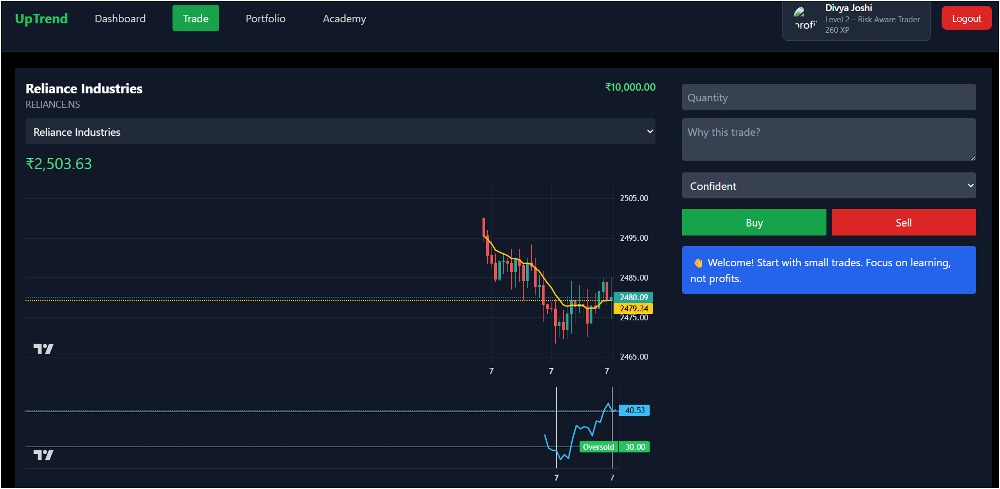 UpTrend
Dashboard
Trade
Portfolio
Academy
profi
Divya Joshi
Level 2 – Risk Aware Trader
260 XP
Logout
Reliance Industries
₹10,000.00
RELIANCE.NS
Reliance Industries
₹2,503.63
2505.00
2495.00
2485.00
2480.09
2479.34
2475.00
2465.00
7 7 7
40.53
Oversold 30.00
7 7
Quantity
Why this trade?
Confident
Buy
Sell
👋 Welcome! Start with small trades. Focus on learning,
not profits.